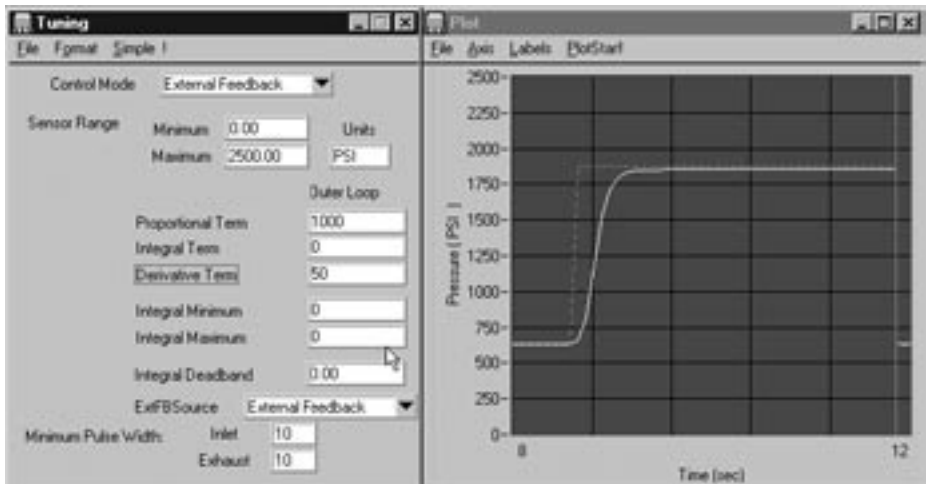 Tuning
File Format Simple !
Control Mode External Feedback
Sensor Range
Minimum 0.00 Units
Maximum 2500.00 PSI
Outer Loop
Proportional Term 1000
Integral Term 0
Derivative Term 50
Integral Minimum 0
Integral Maximum 0
Integral Deadband 0.00
ExtFBSource External Feedback
Minimum Pulse Width: Inlet 10
Exhaust 10
Plot
File Axis Labels PlotStart
Pressure ( PSI )
2500
2250
2000
1750
1500
1250
1000
750
500
250
0
8 12
Time (sec)